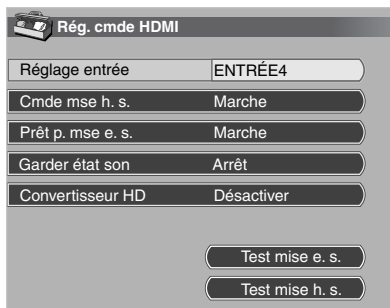 Rég. cmde HDMI
Réglage entrée ENTRÉE4
Cmde mse h. s. Marche
Prêt p. mse e. s. Marche
Garder état son Arrêt
Convertisseur HD Désactiver
Test mise e. s.
Test mise h. s.